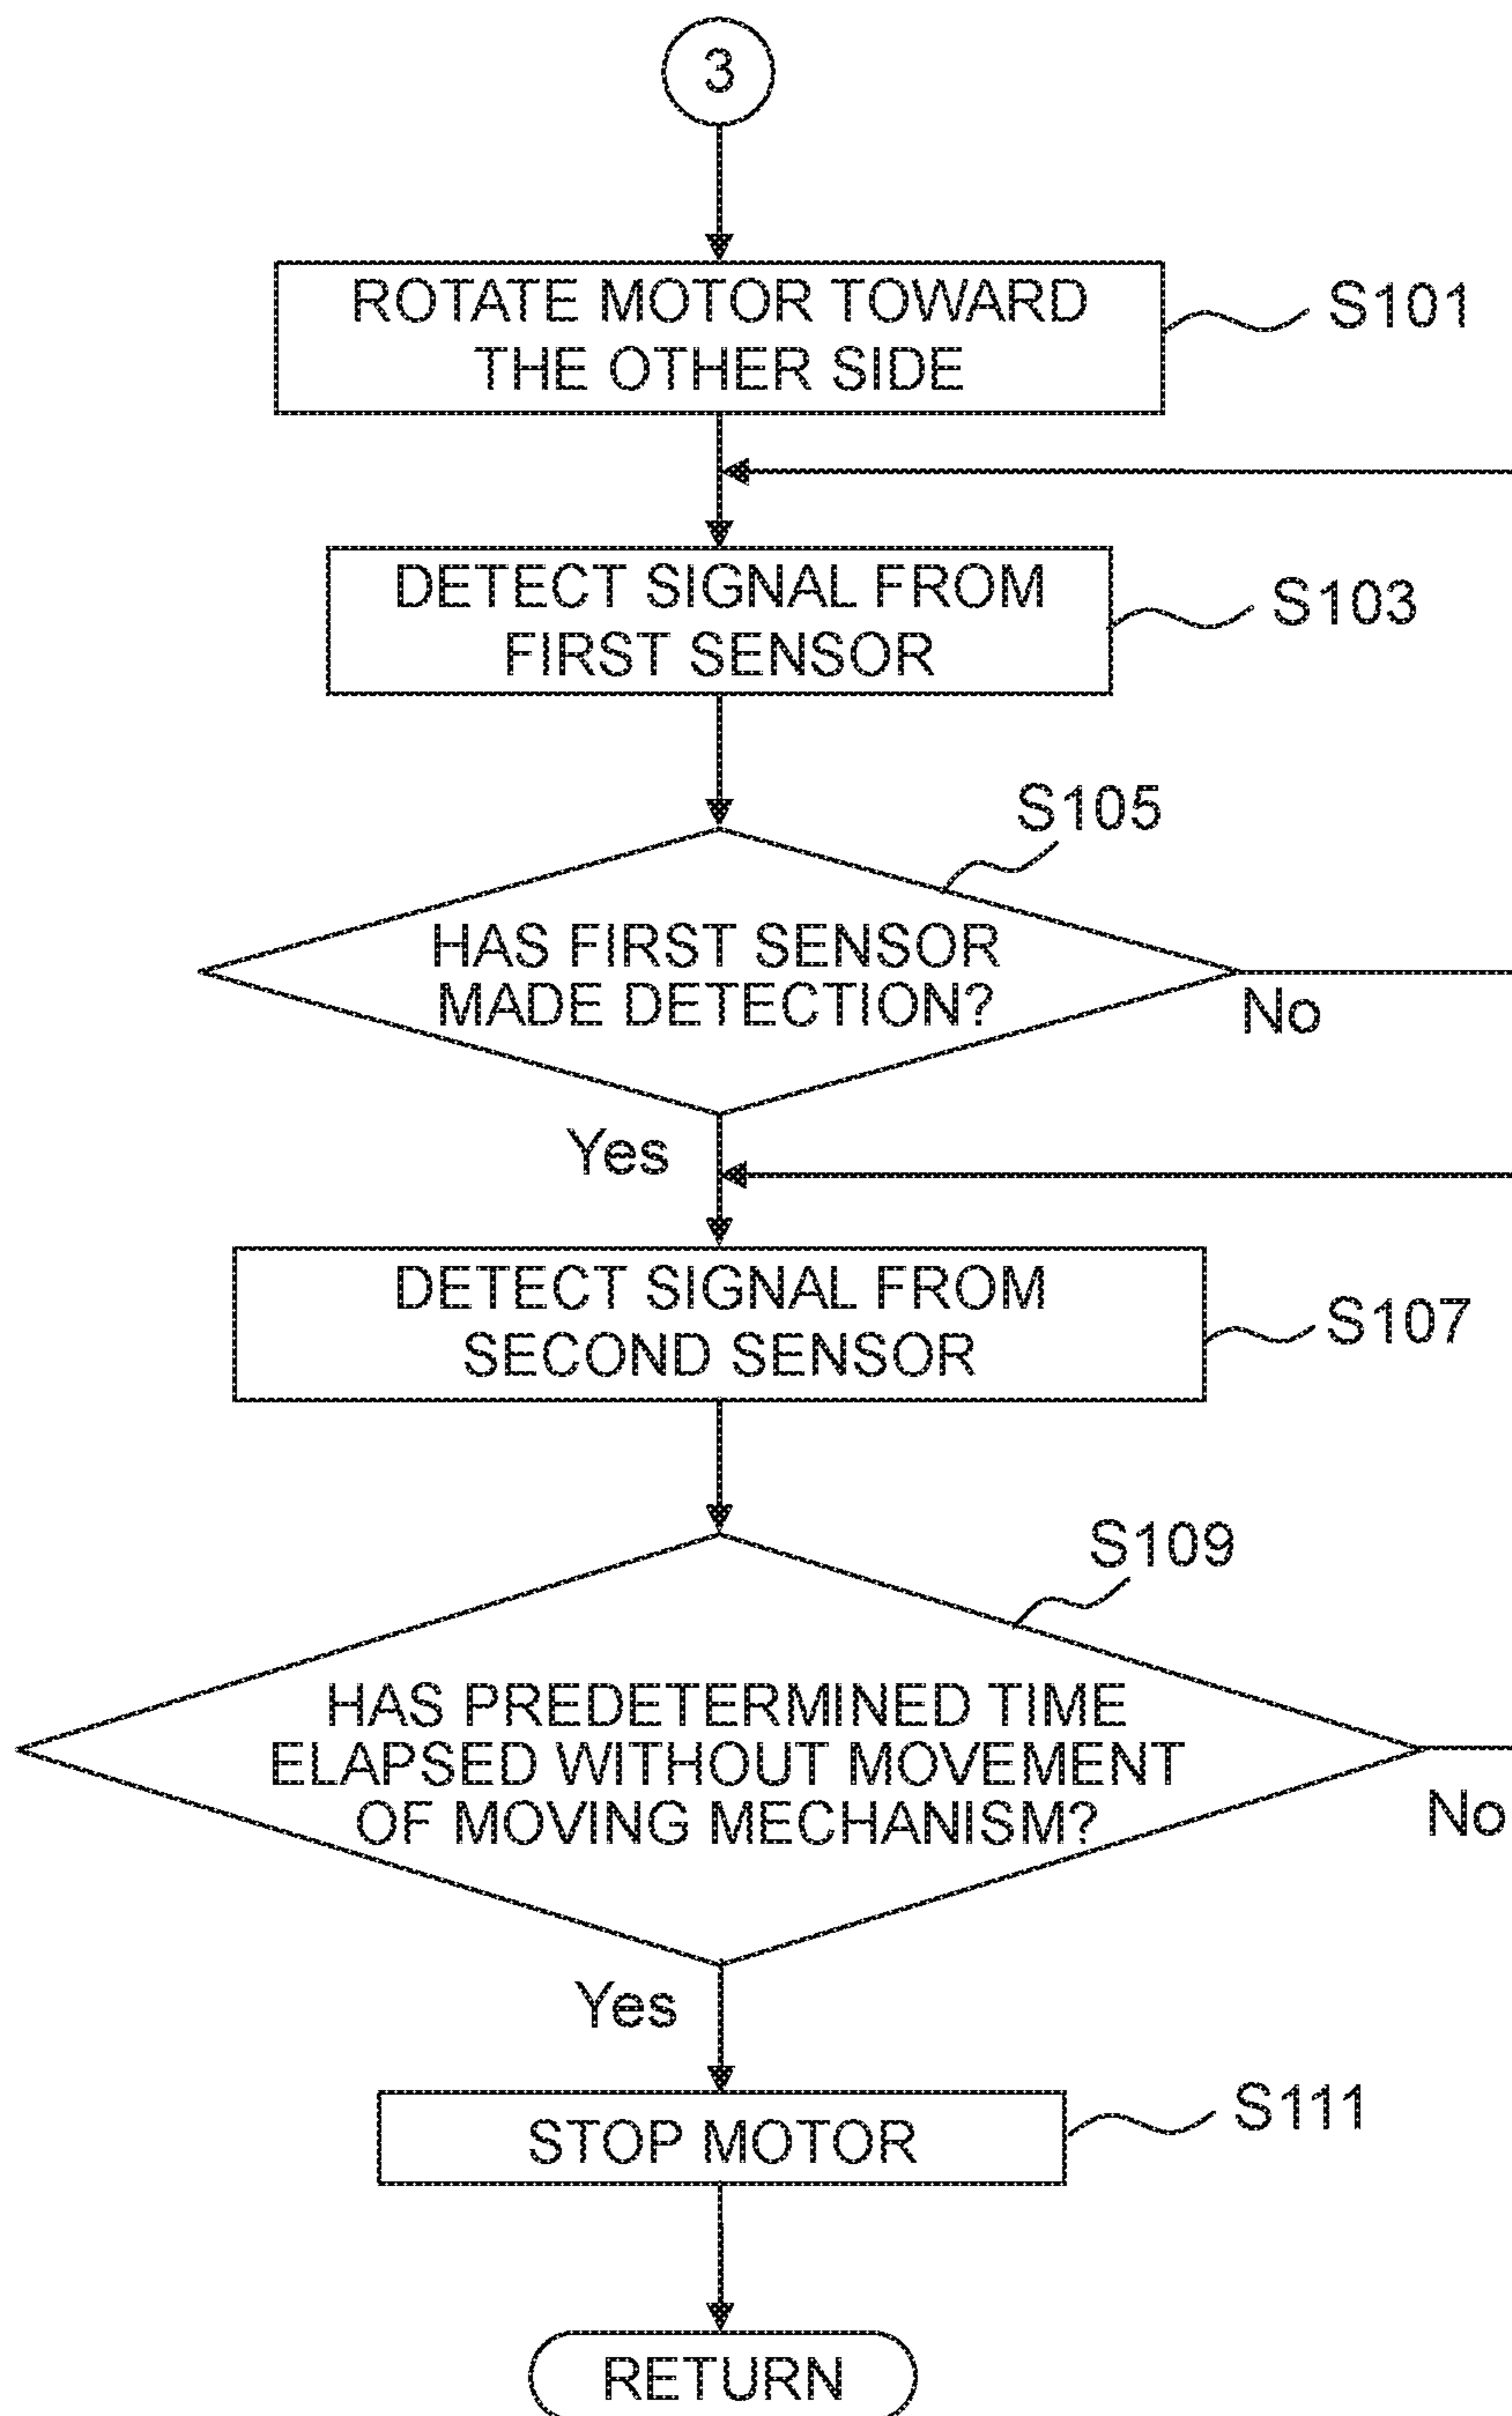 3
ROTATE MOTOR TOWARD
THE OTHER SIDE
S101
DETECT SIGNAL FROM
FIRST SENSOR
S103
S105
HAS FIRST SENSOR
MADE DETECTION?
No
Yes
DETECT SIGNAL FROM
SECOND SENSOR
S107
S109
HAS PREDETERMINED TIME
ELAPSED WITHOUT MOVEMENT
OF MOVING MECHANISM?
No
Yes
STOP MOTOR
S111
RETURN